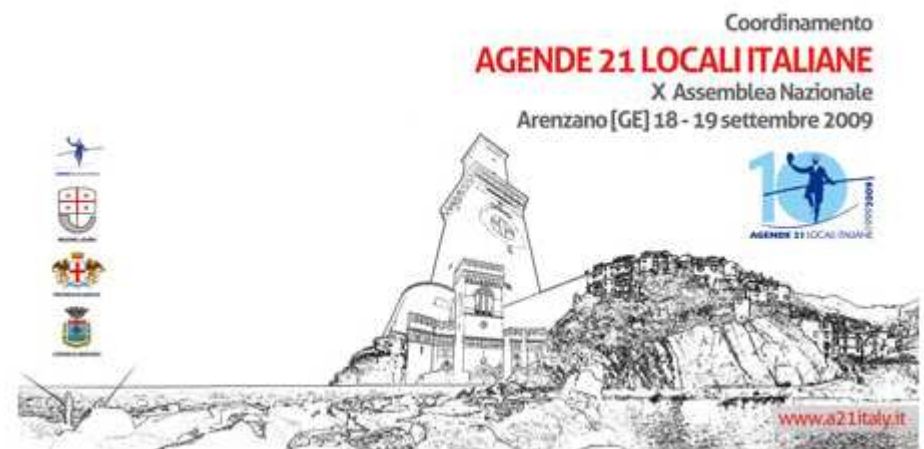 Coordinamento
AGENDE 21 LOCALI ITALIANE
X Assemblea Nazionale
Arenzano [GE] 18 - 19 settembre 2009
10
AGENDE 21 LOCALI ITALIANE
www.a21italy.it